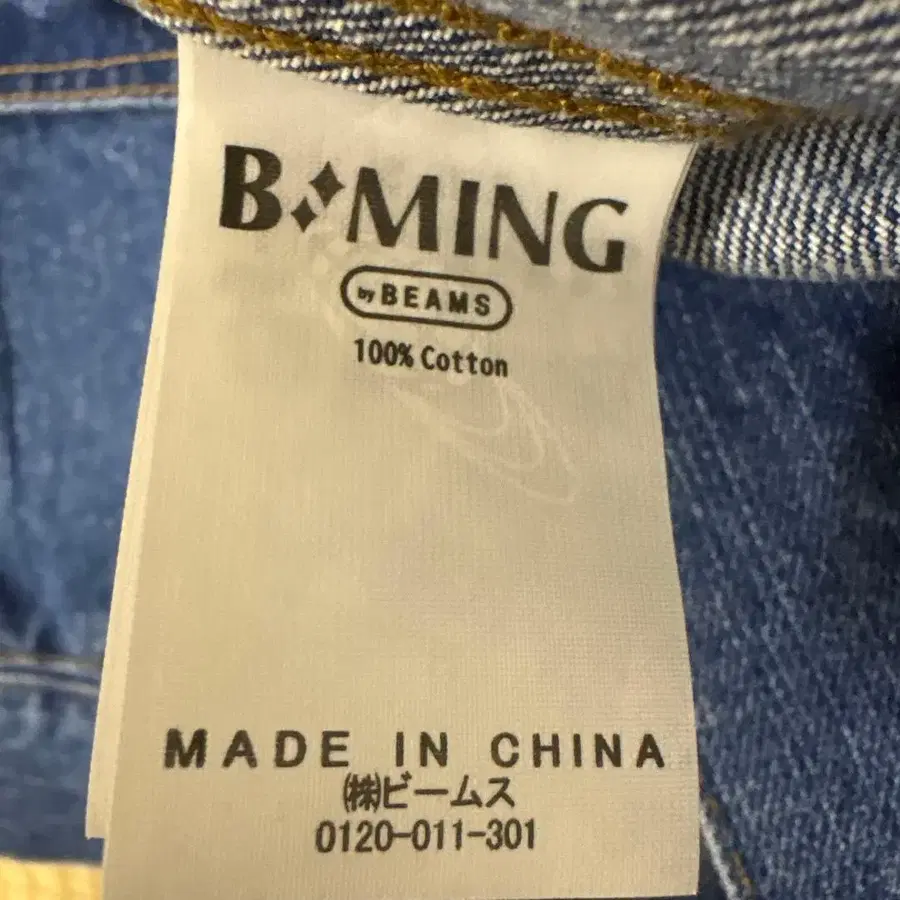 B:MING
by BEAMS
100% Cotton
MADE IN CHINA
㈱ビームス
0120-011-301